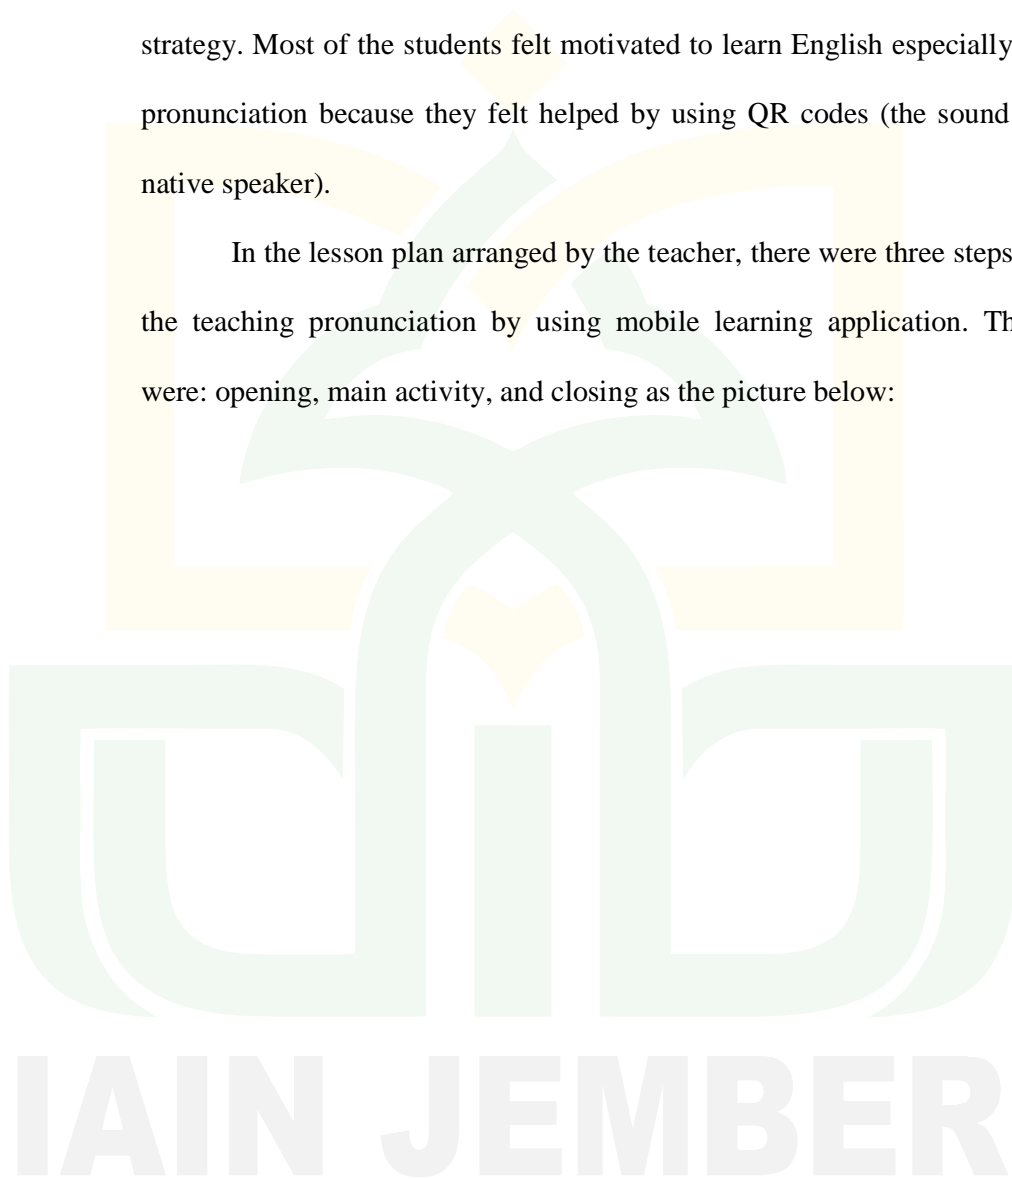 strategy. Most of the students felt motivated to learn English especially
pronunciation because they felt helped by using QR codes (the sound
native speaker).
In the lesson plan arranged by the teacher, there were three steps
the teaching pronunciation by using mobile learning application.
were: opening, main activity, and closing as the picture below:
IAIN JEMBER